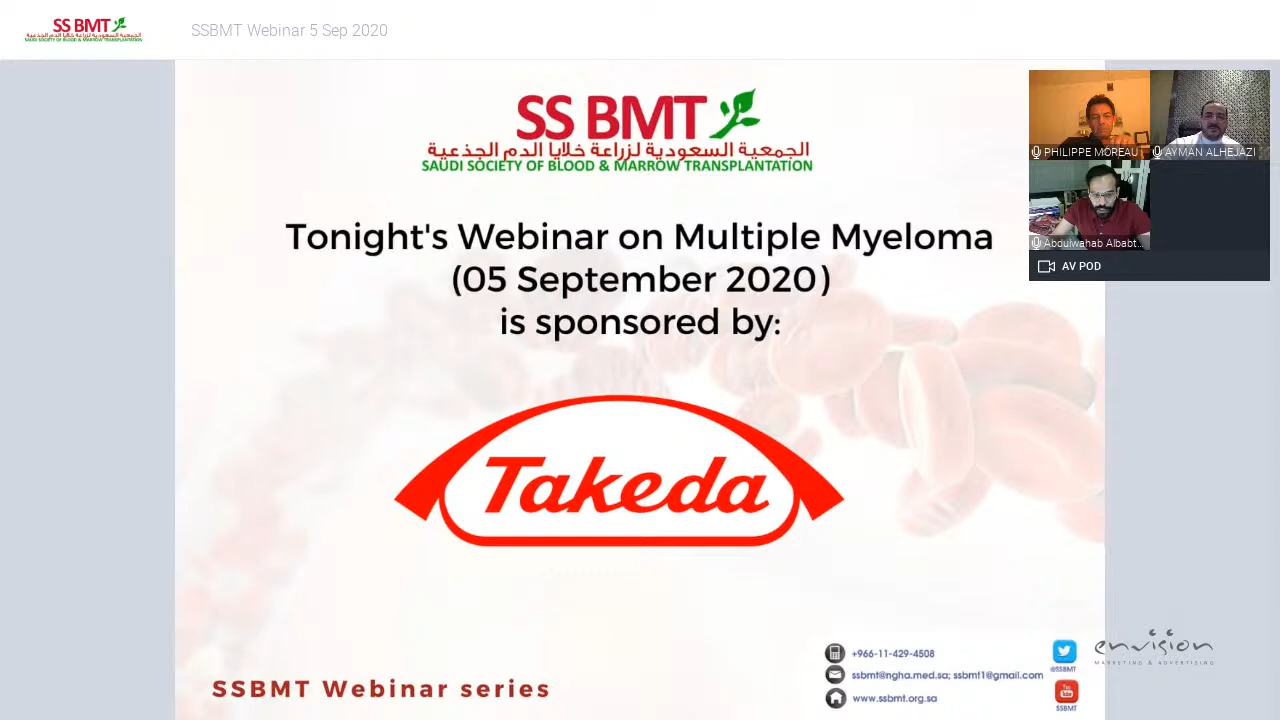 SS BMT
الجمعية السعودية لزراعة خلايا الدم الجذعية
SAUDI SOCIETY OF BLOOD & MARROW TRANSPLANTATION
SSBMT Webinar 5 Sep 2020
SS BMT
الجمعية السعودية لزراعة خلايا الدم الجذعية
SAUDI SOCIETY OF BLOOD & MARROW TRANSPLANTATION
PHILIPPE MOREAU
AYMAN ALHEJAZI
Abdulwahab Albabt...
AV POD
Tonight's Webinar on Multiple Myeloma
(05 September 2020)
is sponsored by:
Takeda
SSBMT Webinar series
+966-11-429-4508
ssbmt@ngha.med.sa; ssbmt1@gmail.com
www.ssbmt.org.sa
@SSBMT
You
SSBMT
envision
MARKETING & ADVERTISING